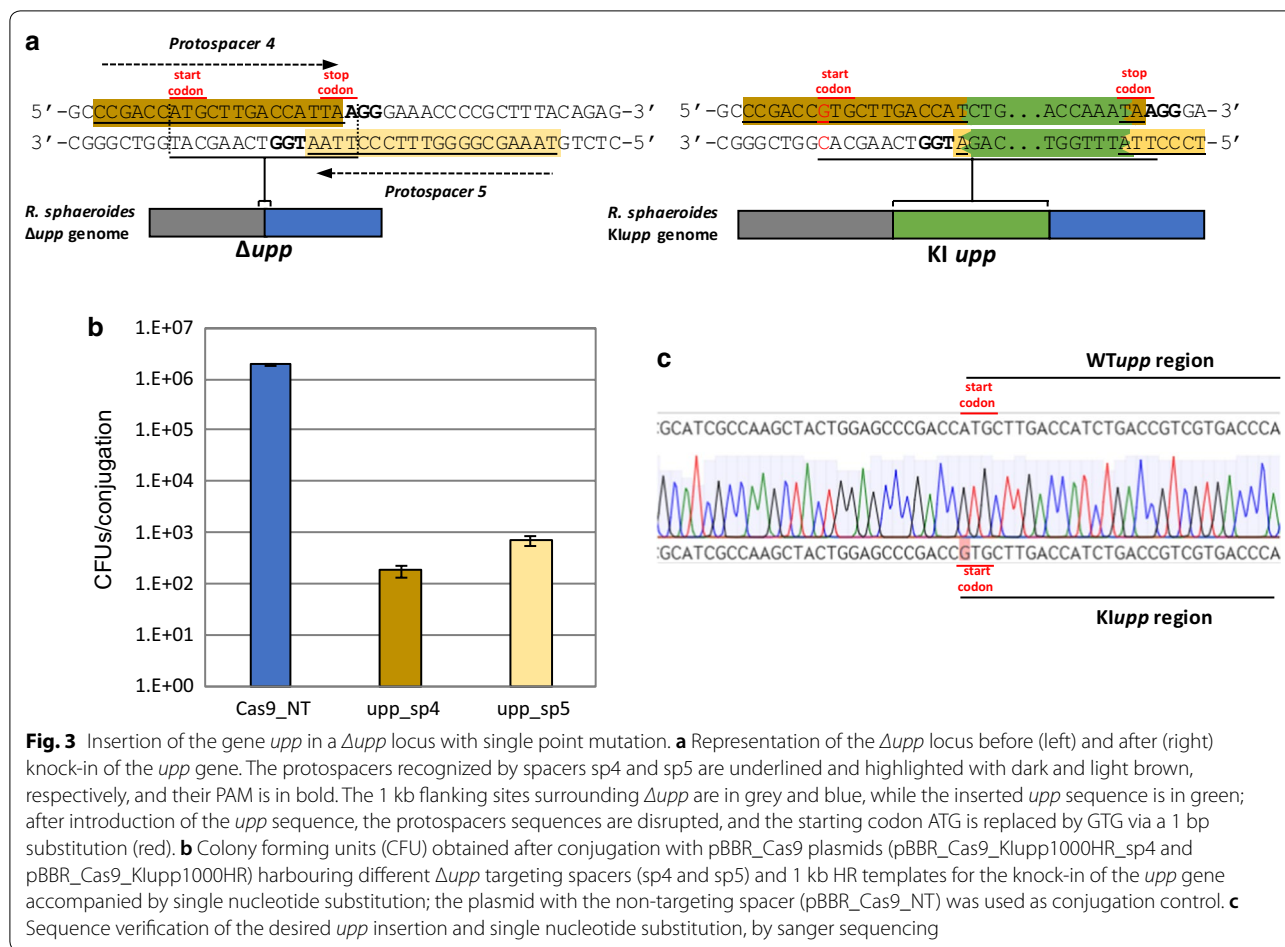 a
Protospacer 4
start codon
stop codon
5′-GCCCGACCATGCTTGACCATTAAGGGAAACCCCGCTTTACAGAG-3′
3′-CGGGCTGGTACGAACTGGTAATTCCCTTTGGGGCGAAATGTCTC-5′
Protospacer 5
R. sphaeroides
Δupp genome
Δupp
start codon
stop codon
5′-GCCCGACCGTGCTTGACCATCTG...ACCAAATAAGGGA-3′
3′-CGGGCTGGCACGAACTGGTAGAC...TGGTTTATTCCCT-5′
R. sphaeroides
KIupp genome
KI upp
b
CFUs/conjugation
1.E+07
1.E+06
1.E+05
1.E+04
1.E+03
1.E+02
1.E+01
1.E+00
Cas9_NT
upp_sp4
upp_sp5
c
WTupp region
start codon
GCATCGCCAAGCTACTGGAGCCCGACCATGCTTGACCATCTGACCGTCGTGACCCA
GCATCGCCAAGCTACTGGAGCCCGACCGTGCTTGACCATCTGACCGTCGTGACCCA
start codon
KIupp region
Fig. 3 Insertion of the gene upp in a Δupp locus with single point mutation. a Representation of the Δupp locus before (left) and after (right)
knock-in of the upp gene. The protospacers recognized by spacers sp4 and sp5 are underlined and highlighted with dark and light brown,
respectively, and their PAM is in bold. The 1 kb flanking sites surrounding Δupp are in grey and blue, while the inserted upp sequence is in green;
after introduction of the upp sequence, the protospacers sequences are disrupted, and the starting codon ATG is replaced by GTG via a 1 bp
substitution (red). b Colony forming units (CFU) obtained after conjugation with pBBR_Cas9 plasmids (pBBR_Cas9_KIupp1000HR_sp4 and
pBBR_Cas9_KIupp1000HR) harbouring different Δupp targeting spacers (sp4 and sp5) and 1 kb HR templates for the knock-in of the upp gene
accompanied by single nucleotide substitution; the plasmid with the non-targeting spacer (pBBR_Cas9_NT) was used as conjugation control. c
Sequence verification of the desired upp insertion and single nucleotide substitution, by sanger sequencing